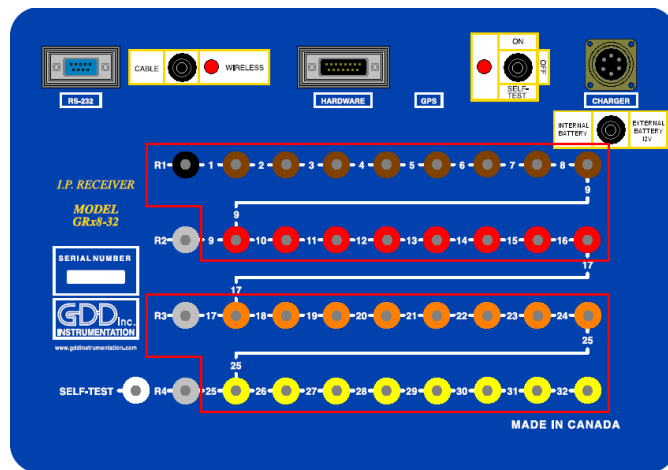 ON
OFF
SELF-
TEST
CABLE
WIRELESS
RS-232
HARDWARE
GPS
CHARGER
INTERNAL
BATTERY
EXTERNAL
BATTERY
12V
R1 1 2 3 4 5 6 7 8
9
I.P. RECEIVER
MODEL
GRx8-32
9
R2 9 10 11 12 13 14 15 16
17
SERIAL NUMBER
17
R3 17 18 19 20 21 22 23 24
GDD inc.
INSTRUMENTATION
www.gddinstrumentation.com
25
25
SELF-TEST R4 25 26 27 28 29 30 31 32
MADE IN CANADA